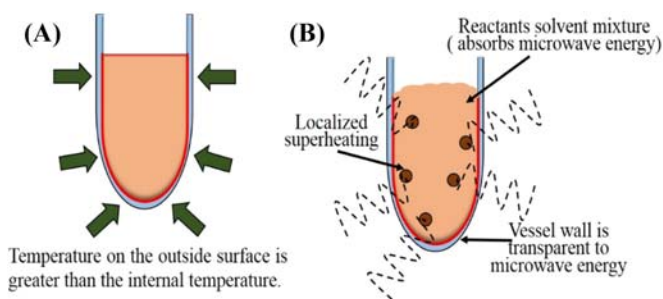 (A)
Temperature on the outside surface is
greater than the internal temperature.
(B)
Reactants solvent mixture
( absorbs microwave energy)
Localized
superheating
Vessel wall is
transparent to
microwave energy